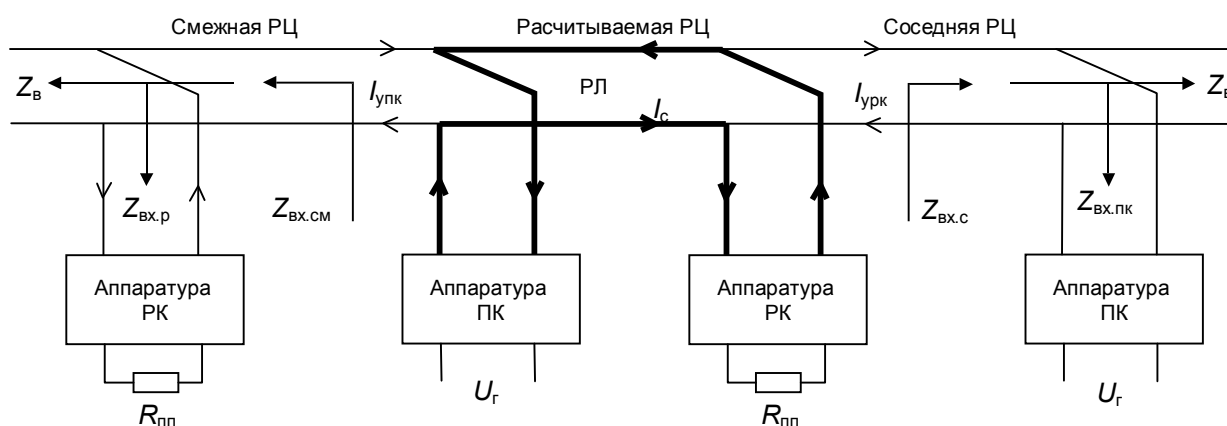 Смежная РЦ
Расчитываемая РЦ
Соседняя РЦ
Zв
Iупк
РЛ
Iс
Iурк
Zв
Zвх.р
Zвх.см
Zвх.с
Zвх.пк
Аппаратура
РК
Аппаратура
ПК
Аппаратура
РК
Аппаратура
ПК
Rпп
Uг
Rпп
Uг